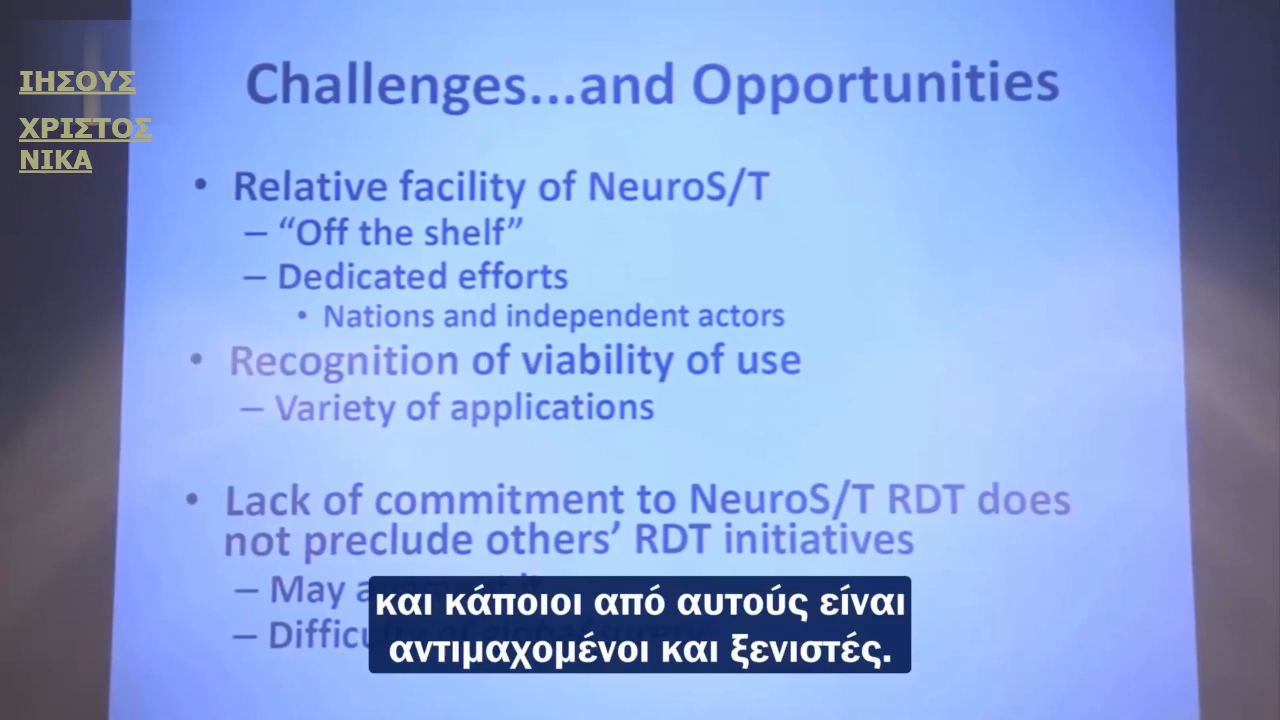 ΙΗΣΟΥΣ
ΧΡΙΣΤΟΣ
ΝΙΚΑ
Challenges...and Opportunities
• Relative facility of NeuroS/T
– “Off the shelf”
– Dedicated efforts
• Nations and independent actors
• Recognition of viability of use
– Variety of applications
• Lack of commitment to NeuroS/T RDT does
not preclude others’ RDT initiatives
– May
–
και κάποιοι από αυτούς είναι
αντιμαχομένοι και ξενιστές.